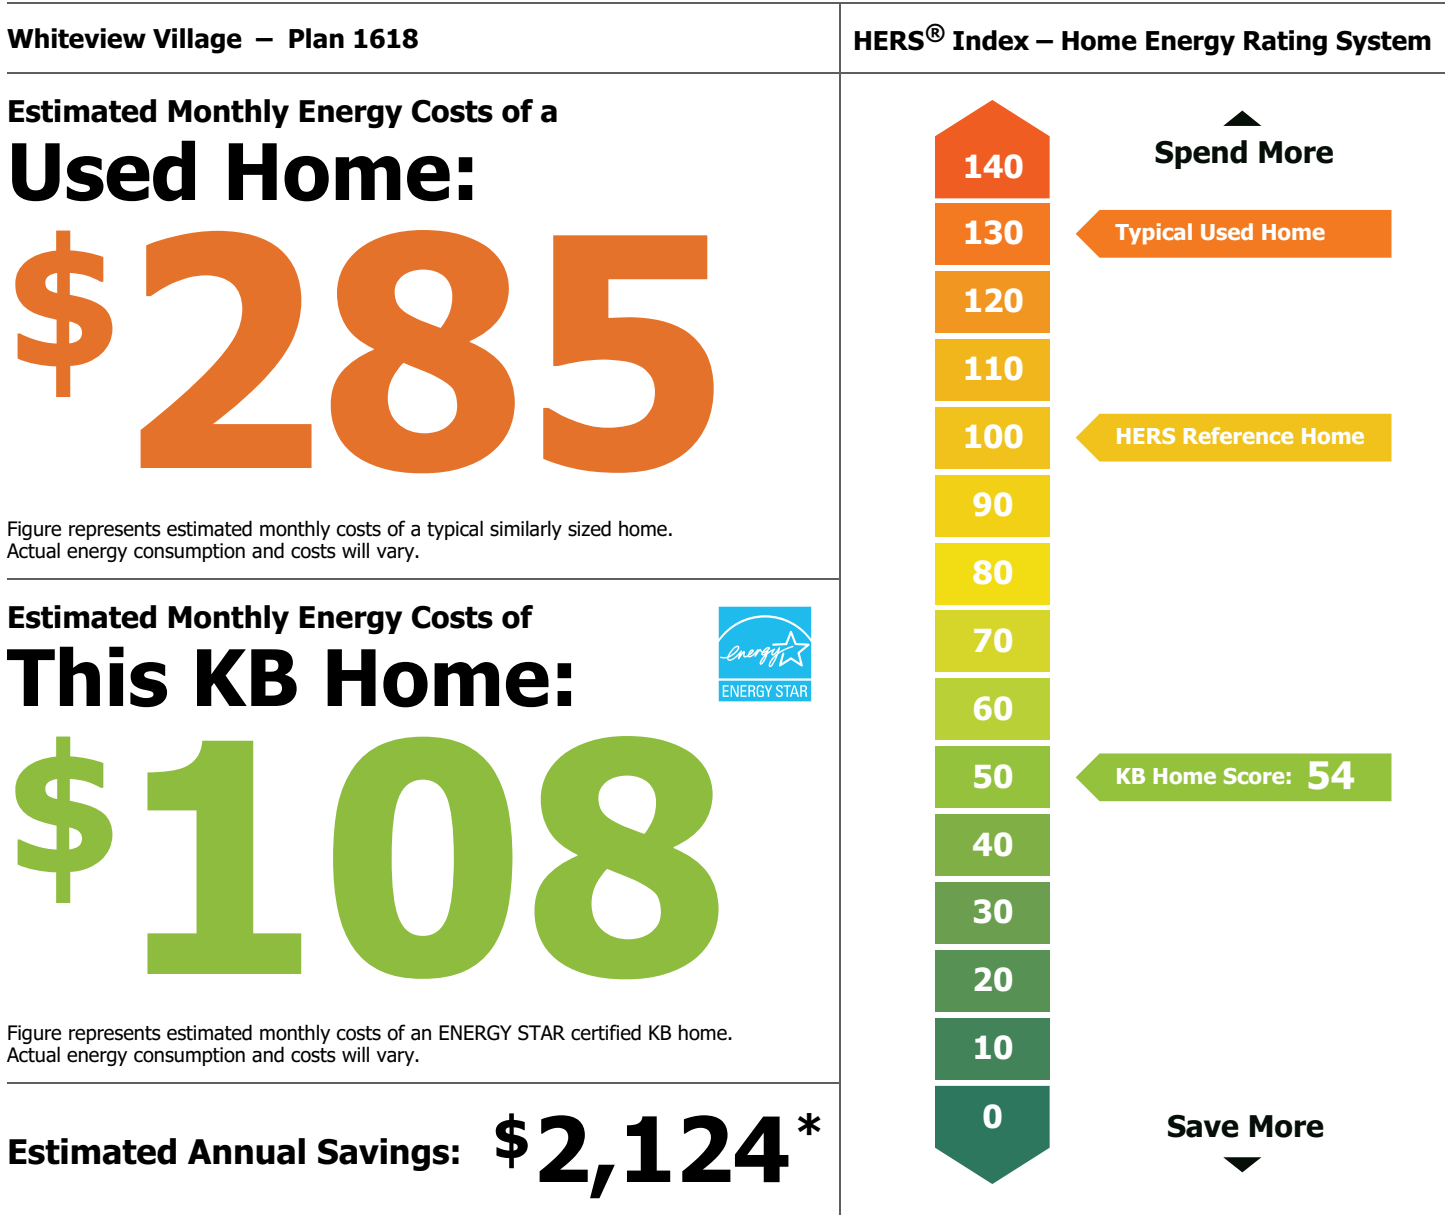 Whiteview Village – Plan 1618
Estimated Monthly Energy Costs of a
Used Home:
$285
Figure represents estimated monthly costs of a typical similarly sized home.
Actual energy consumption and costs will vary.
Estimated Monthly Energy Costs of
This KB Home:
energy
ENERGY STAR
$108
Figure represents estimated monthly costs of an ENERGY STAR certified KB home.
Actual energy consumption and costs will vary.
Estimated Annual Savings: $2,124*
HERS® Index – Home Energy Rating System
Spend More
140
130
Typical Used Home
120
110
100
HERS Reference Home
90
80
70
60
50
KB Home Score: 54
40
30
20
10
0
Save More